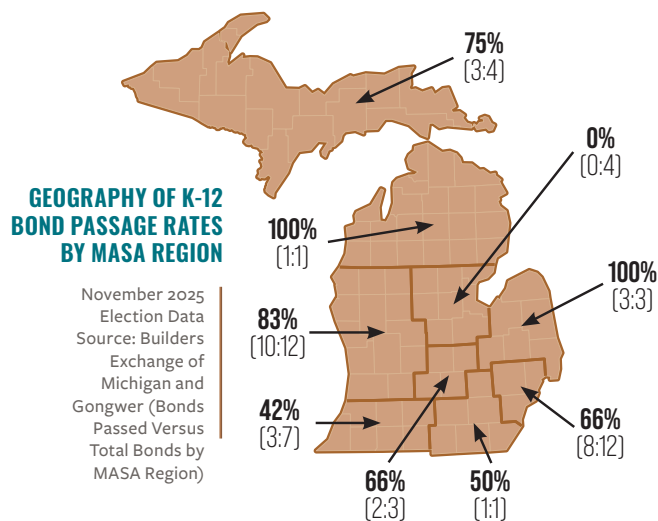 75%
(3:4)
0%
(0:4)
GEOGRAPHY OF K-12
BOND PASSAGE RATES
BY MASA REGION
100%
(1:1)
100%
(3:3)
November 2025
Election Data
Source: Builders
Exchange of
Michigan and
Gongwer (Bonds
Passed Versus
Total Bonds by
MASA Region)
83%
(10:12)
42%
(3:7)
66%
(8:12)
66%
(2:3)
50%
(1:1)